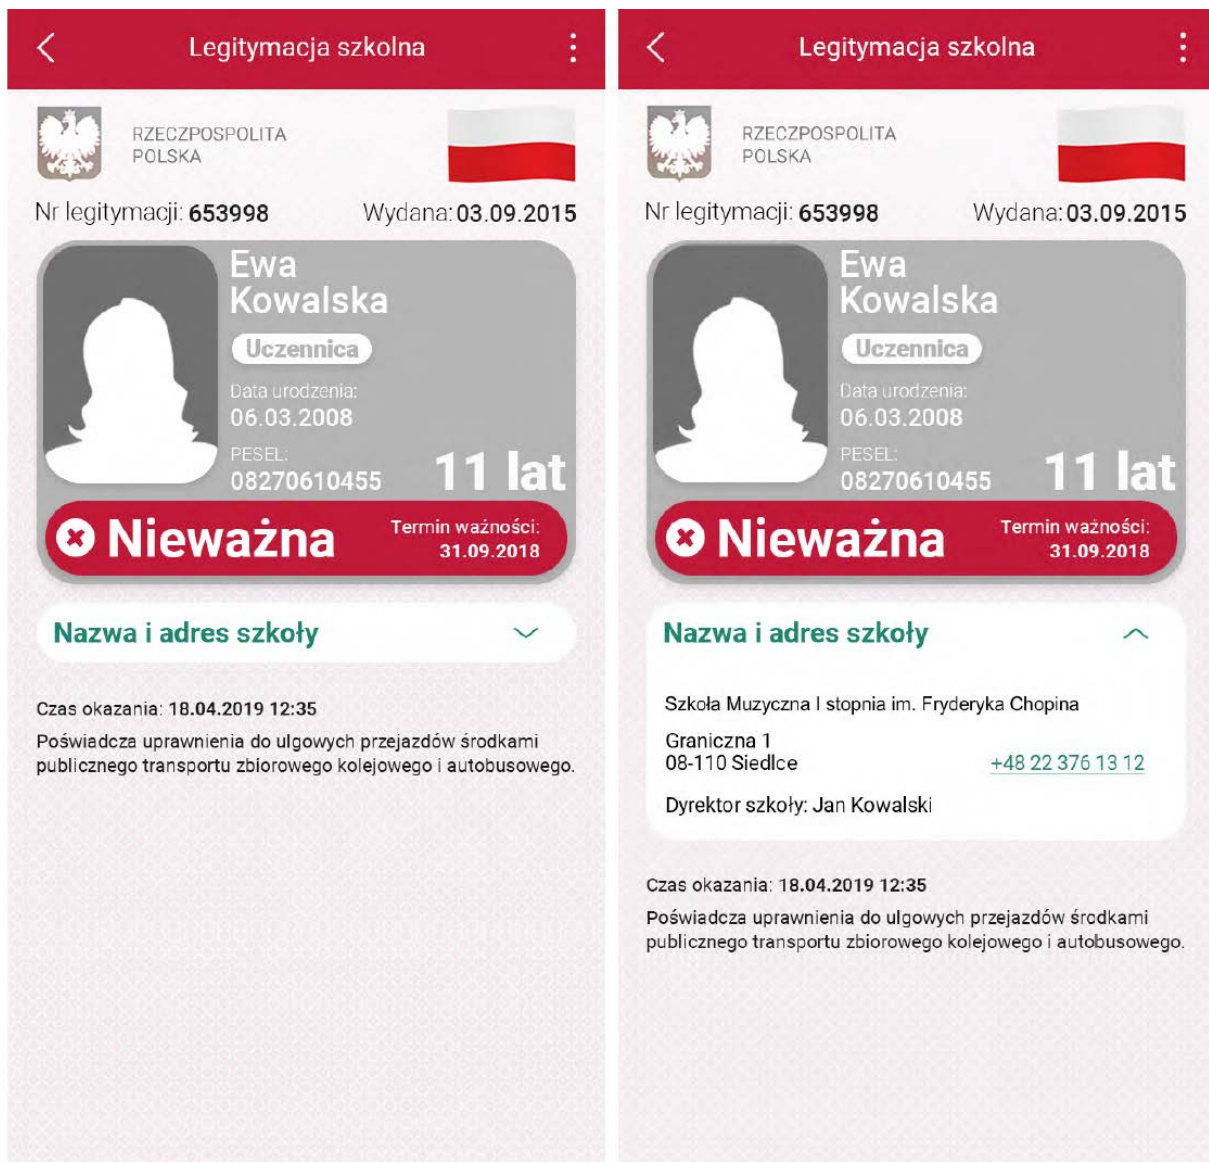 Legitymacja szkolna
RZECZPOSPOLITA
POLSKA
Nr legitymacji: 653998 Wydana: 03.09.2015
Ewa
Kowalska
Uczennica
Data urodzenia:
06.03.2008
PESEL:
08270610455
11 lat
Nieważna
Termin ważności:
31.09.2018
Nazwa i adres szkoły
Czas okazania: 18.04.2019 12:35
Poświadcza uprawnienia do ulgowych przejazdów środkami
publicznego transportu zbiorowego kolejowego i autobusowego.
Legitymacja szkolna
RZECZPOSPOLITA
POLSKA
Nr legitymacji: 653998 Wydana: 03.09.2015
Ewa
Kowalska
Uczennica
Data urodzenia:
06.03.2008
PESEL:
08270610455
11 lat
Nieważna
Termin ważności:
31.09.2018
Nazwa i adres szkoły
Szkoła Muzyczna I stopnia im. Fryderyka Chopina
Graniczna 1
08-110 Siedlce +48 22 376 13 12
Dyrektor szkoły: Jan Kowalski
Czas okazania: 18.04.2019 12:35
Poświadcza uprawnienia do ulgowych przejazdów środkami
publicznego transportu zbiorowego kolejowego i autobusowego.